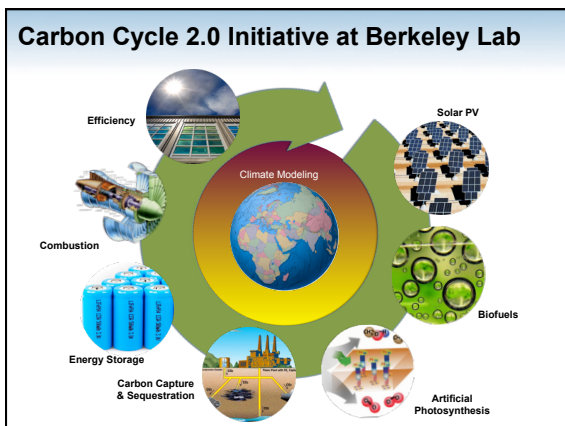 Carbon Cycle 2.0 Initiative at Berkeley Lab
Efficiency
Solar PV
Climate Modeling
Combustion
Biofuels
Energy Storage
Carbon Capture
& Sequestration
Artificial
Photosynthesis